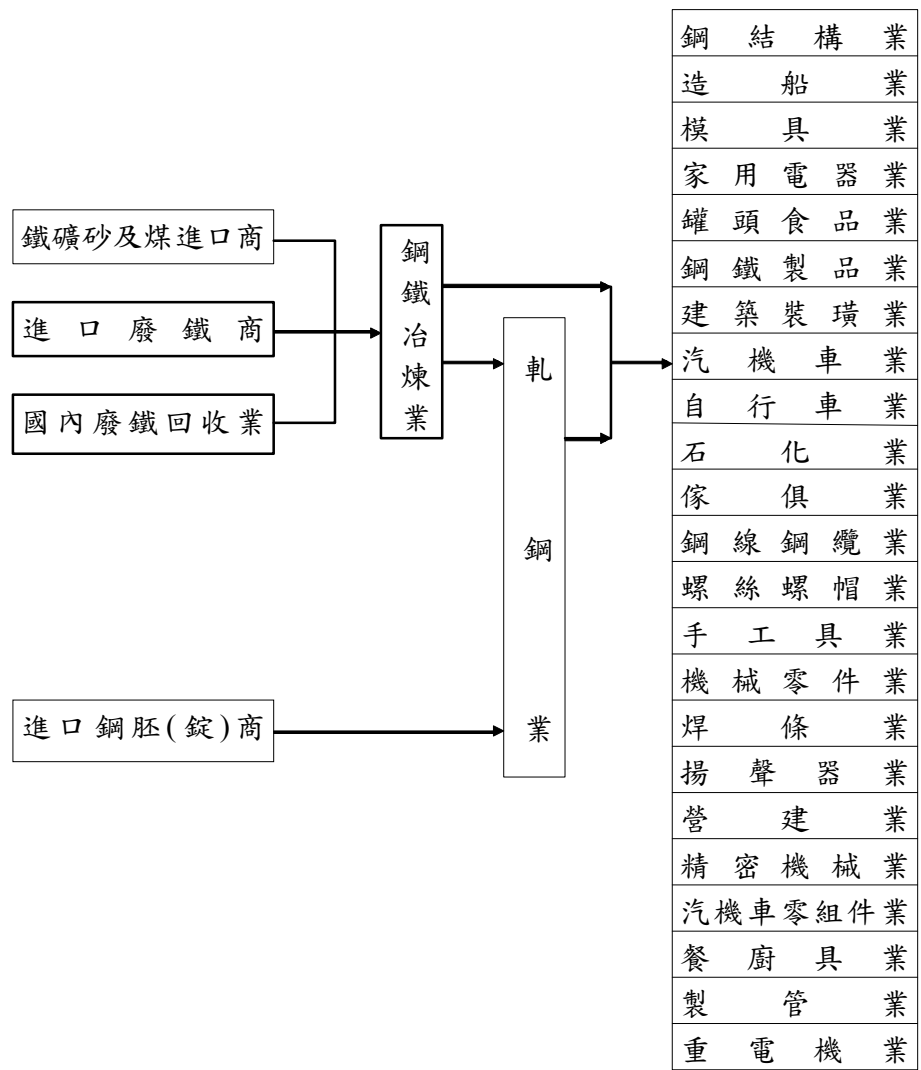 鐵礦砂及煤進口商
進口廢鐵商
國內廢鐵回收業
進口鋼胚(錠)商
鋼鐵冶煉業
軋鋼業
鋼結構業
造船業
模具業
家用電器業
罐頭食品業
鋼鐵製品業
建築裝璜業
汽機車業
自行車業
石化業
傢俱業
鋼線鋼纜業
螺絲螺帽業
手工具業
機械零件業
焊條業
揚聲器業
營建業
精密機械業
汽機車零組件業
餐廚具業
製管業
重電機業